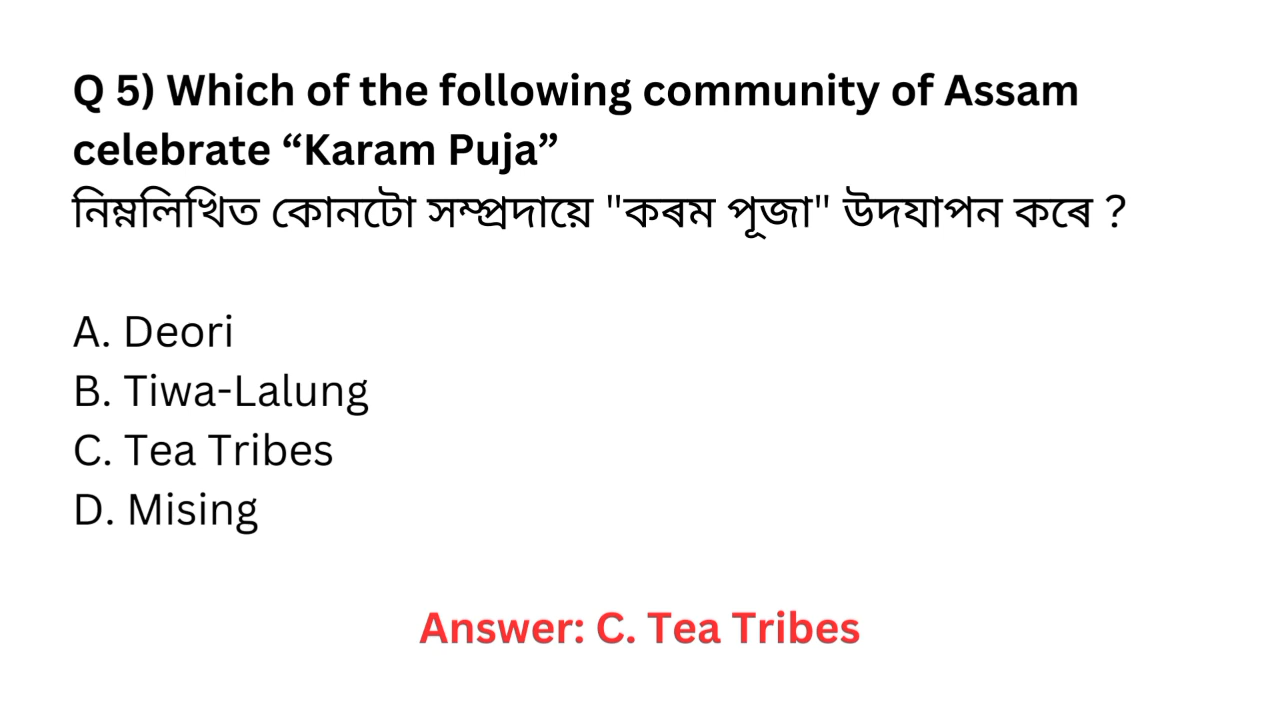 Q 5) Which of the following community of Assam
celebrate “Karam Puja”
নিম্নলিখিত কোনটো সম্প্ৰদায়ে "কৰম পূজা" উদযাপন কৰে ?
A. Deori
B. Tiwa-Lalung
C. Tea Tribes
D. Mising
Answer: C. Tea Tribes